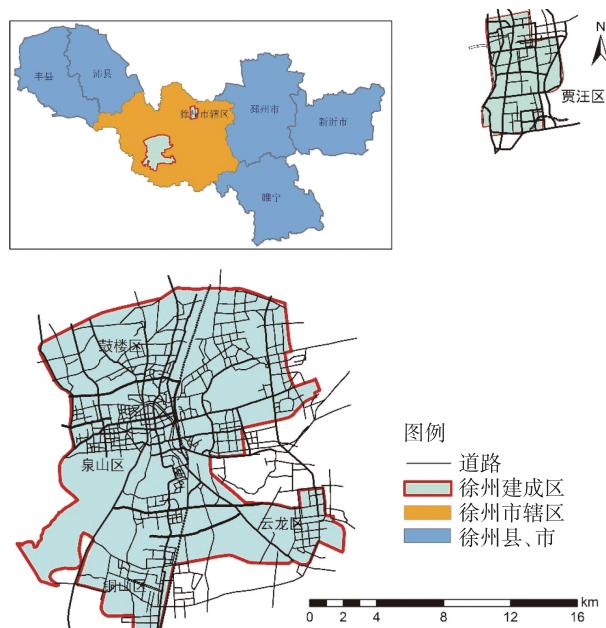 丰县
沛县
徐州市辖区
邳州市
新沂市
睢宁
N
贾汪区
鼓楼区
泉山区
云龙区
铜山区
图例
道路
徐州建成区
徐州市辖区
徐州县、市
km
0 2 4 8 12 16